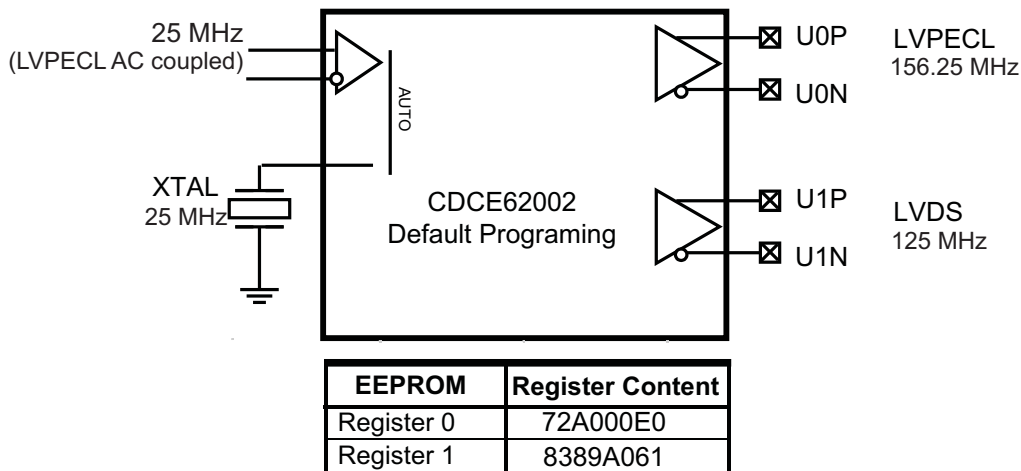 25 MHz
(LVPECL AC coupled)
AUTO
XTAL
25 MHz
CDCE62002
Default Programing
U0P
U0N
LVPECL
156.25 MHz
U1P
U1N
LVDS
125 MHz
EEPROM Register Content
Register 0 72A000E0
Register 1 8389A061